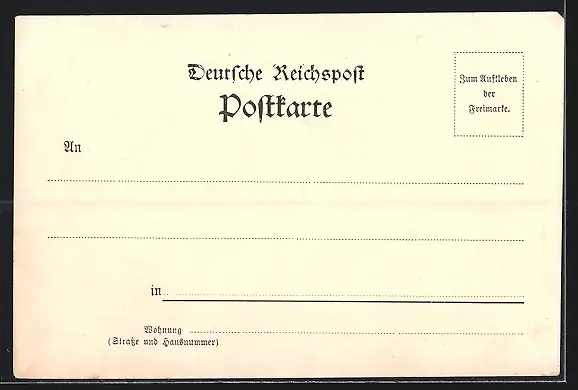 Deutsche Reichspost
Postkarte
Zum Aufkleben
der
Freimarke.
An
in
Wohnung
(Straße und Hausnummer)